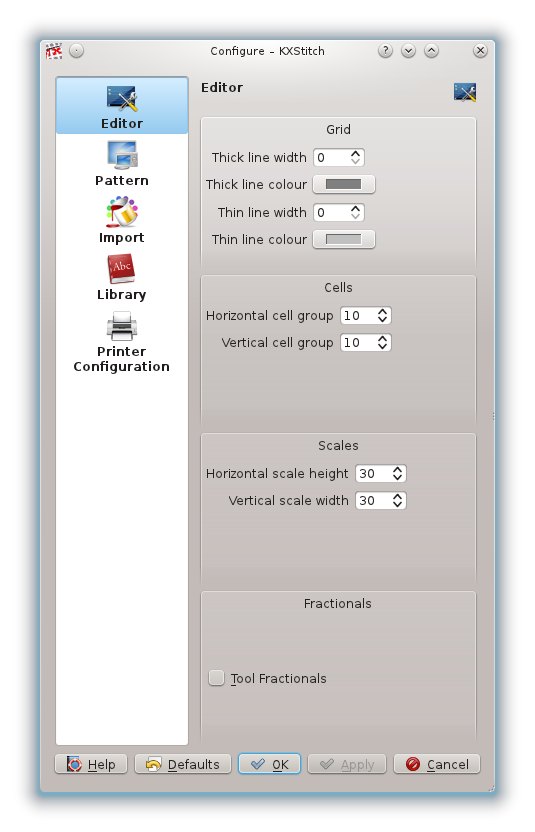 Configure – KXStitch
Editor
Pattern
Import
Abc
Library
Printer
Configuration
Editor
Grid
Thick line width 0
Thick line colour
Thin line width 0
Thin line colour
Cells
Horizontal cell group 10
Vertical cell group 10
Scales
Horizontal scale height 30
Vertical scale width 30
Fractionals
Tool Fractionals
Help Defaults OK Apply Cancel